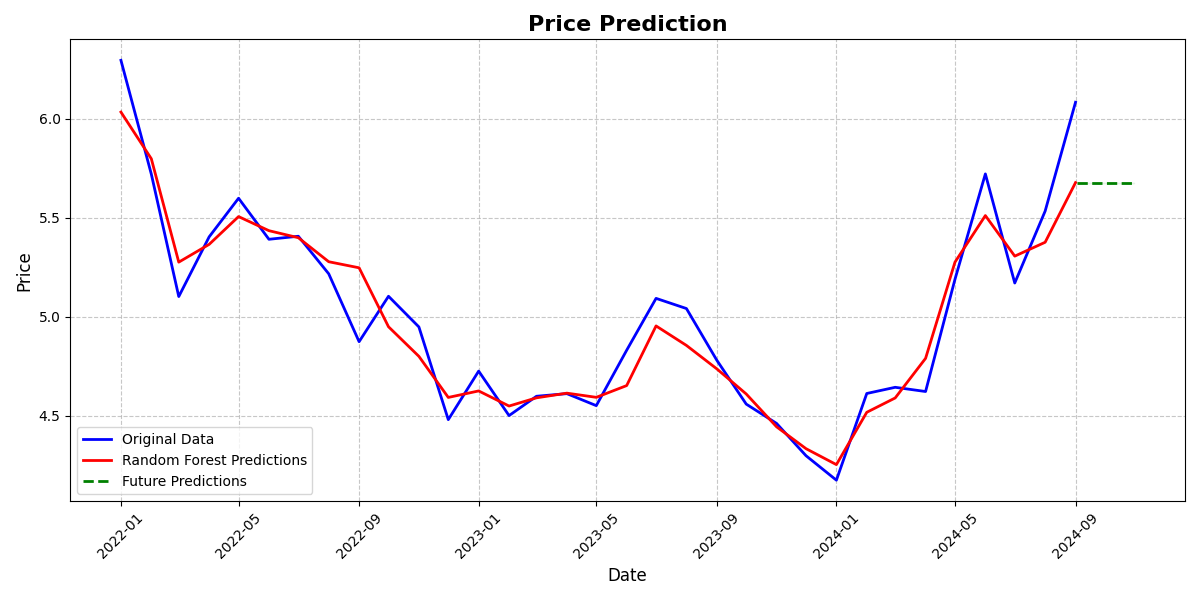 Price Prediction
Price
6.0
5.5
5.0
4.5
Original Data
Random Forest Predictions
Future Predictions
2022-01
2022-05
2022-09
2023-01
2023-05
2023-09
2024-01
2024-05
2024-09
Date